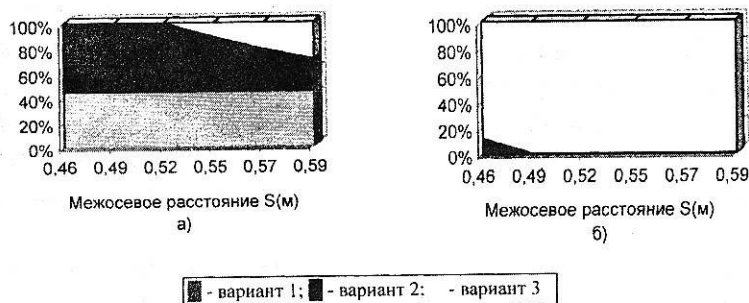 100%
80%
60%
40%
20%
0%
0,46 0,49 0,52 0,55 0,57 0,59
Межосевое расстояние S(м)
а)
100%
80%
60%
40%
20%
0%
0,46 0,49 0,52 0,55 0,57 0,59
Межосевое расстояние S(м)
б)
- вариант 1; - вариант 2; - вариант 3